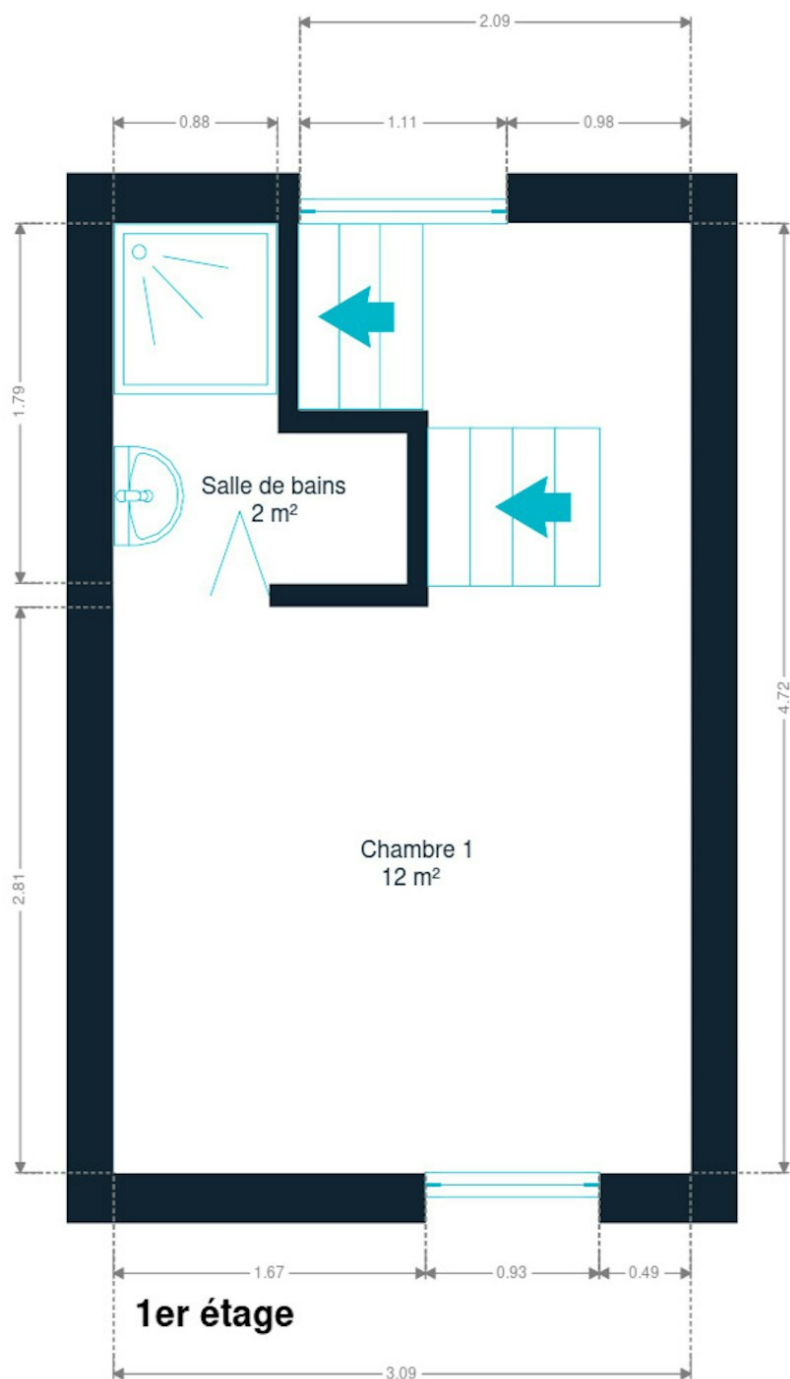 2.09
0.88
1.11
0.98
1.79
Salle de bains
2 m²
4.72
Chambre 1
12 m²
2.81
1.67
0.93
0.49
1er étage
3.09